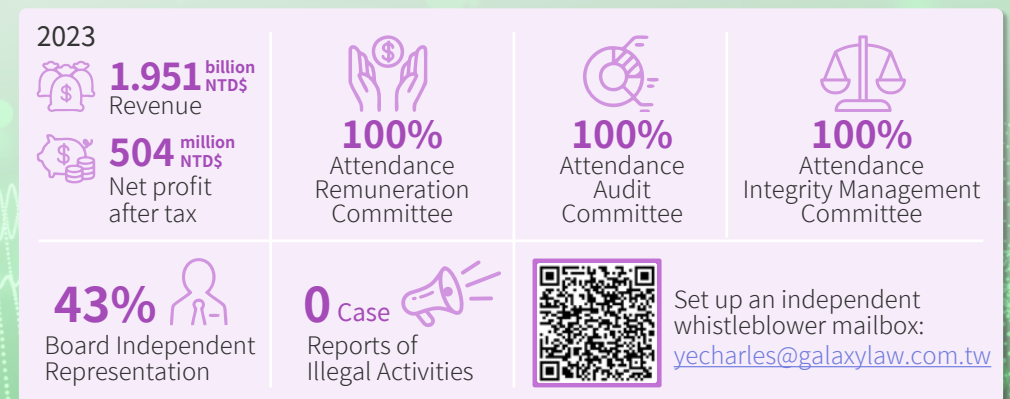 2023
1.951 billion NTD$
Revenue
504 million NTD$
Net profit
after tax
100%
Attendance
Remuneration
Committee
100%
Attendance
Audit
Committee
100%
Attendance
Integrity Management
Committee
43%
Board Independent
Representation
0 Case
Reports of
Illegal Activities
Set up an independent
whistleblower mailbox:
yecharles@galaxylaw.com.tw